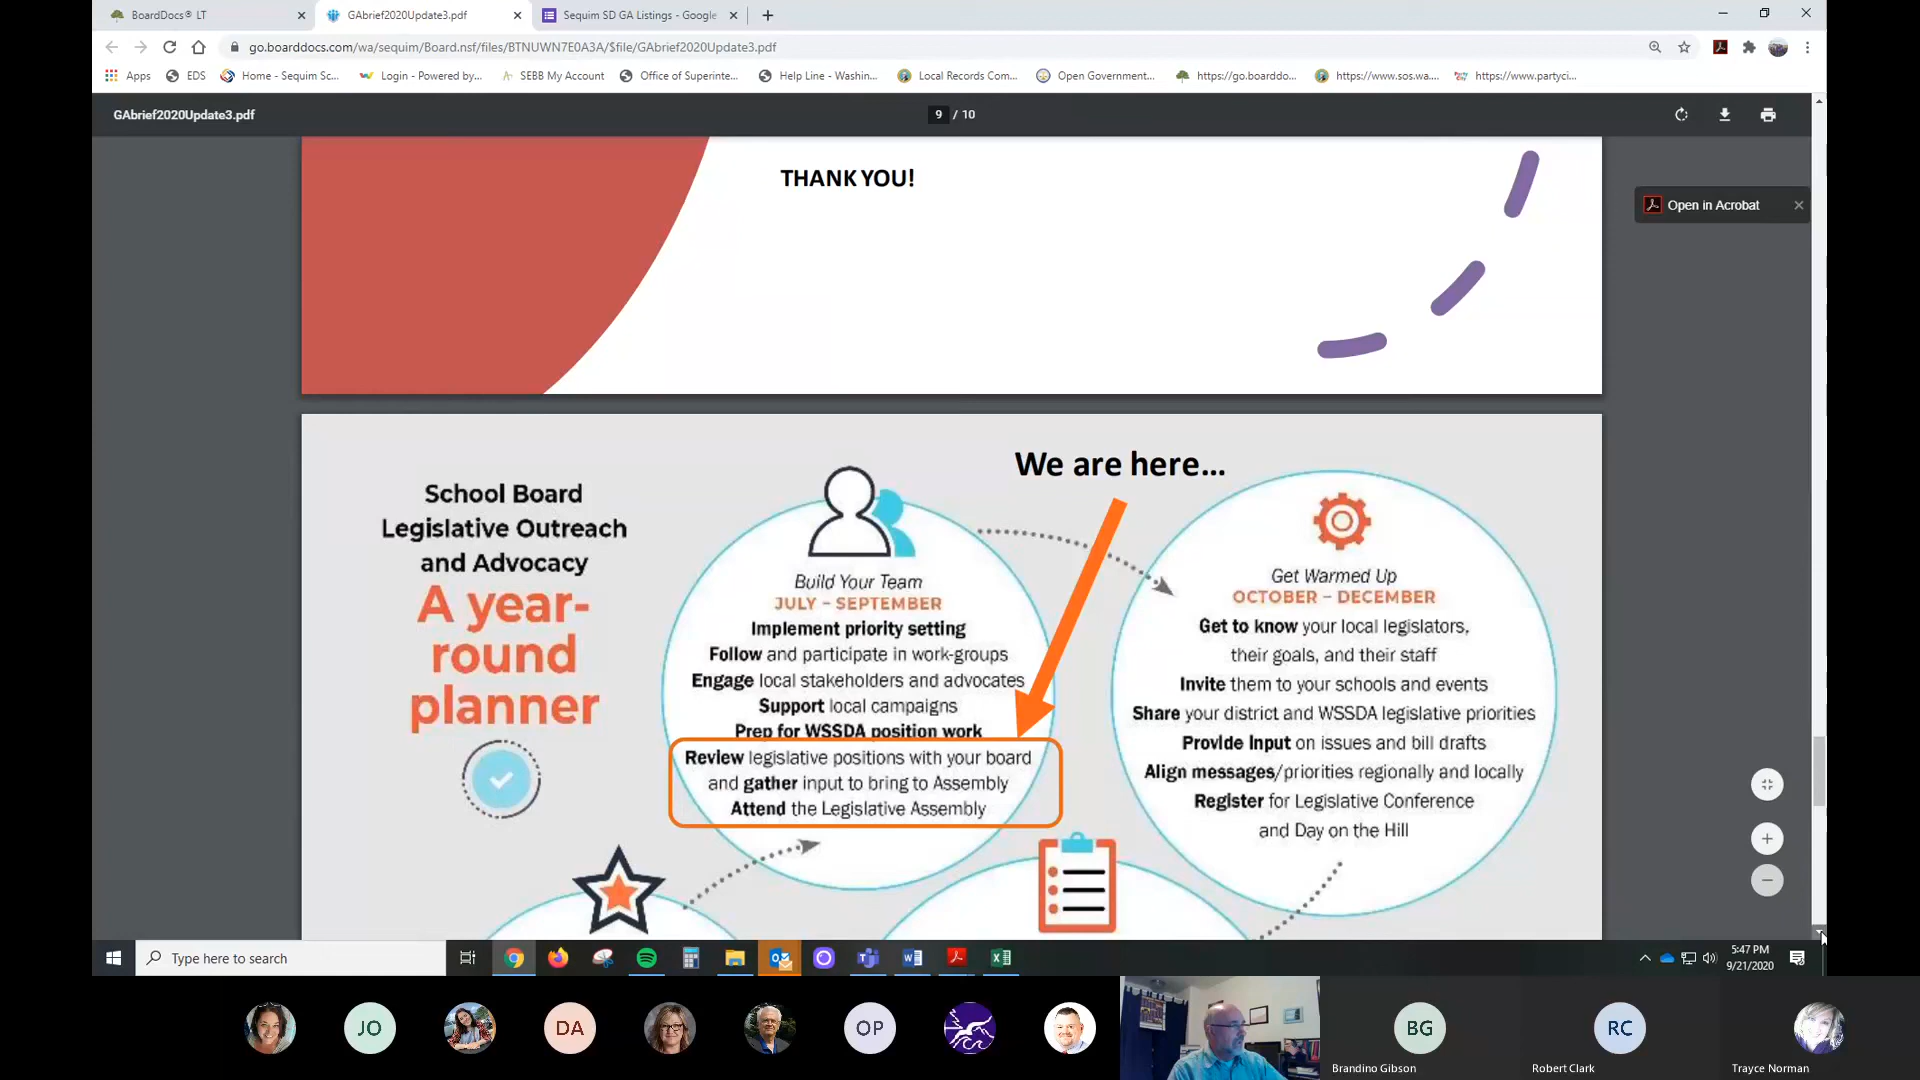 BoardDocs® LT
GAbrief2020Update3.pdf
Sequim SD GA Listings - Google
go.boarddocs.com/wa/sequim/Board.nsf/files/BTNUWN7E0A3A/$file/GAbrief2020Update3.pdf
Apps
EDS
Home - Sequim Sc...
Login - Powered by...
SEBB My Account
Office of Superinte...
Help Line - Washin...
Local Records Com...
Open Government...
https://go.boarddo...
https://www.sos.wa....
https://www.partyci...
GAbrief2020Update3.pdf
9 / 10
THANK YOU!
Open in Acrobat
We are here...
School Board
Legislative Outreach
and Advocacy
A year-
round
planner
Build Your Team
JULY – SEPTEMBER
Implement priority setting
Follow and participate in work-groups
Engage local stakeholders and advocates
Support local campaigns
Prep for WSSDA position work
Review legislative positions with your board
and gather input to bring to Assembly
Attend the Legislative Assembly
Get Warmed Up
OCTOBER – DECEMBER
Get to know your local legislators,
their goals, and their staff
Invite them to your schools and events
Share your district and WSSDA legislative priorities
Provide Input on issues and bill drafts
Align messages/priorities regionally and locally
Register for Legislative Conference
and Day on the Hill
Type here to search
5:47 PM
9/21/2020
JO
DA
OP
BG
RC
Brandino Gibson
Robert Clark
Trayce Norman